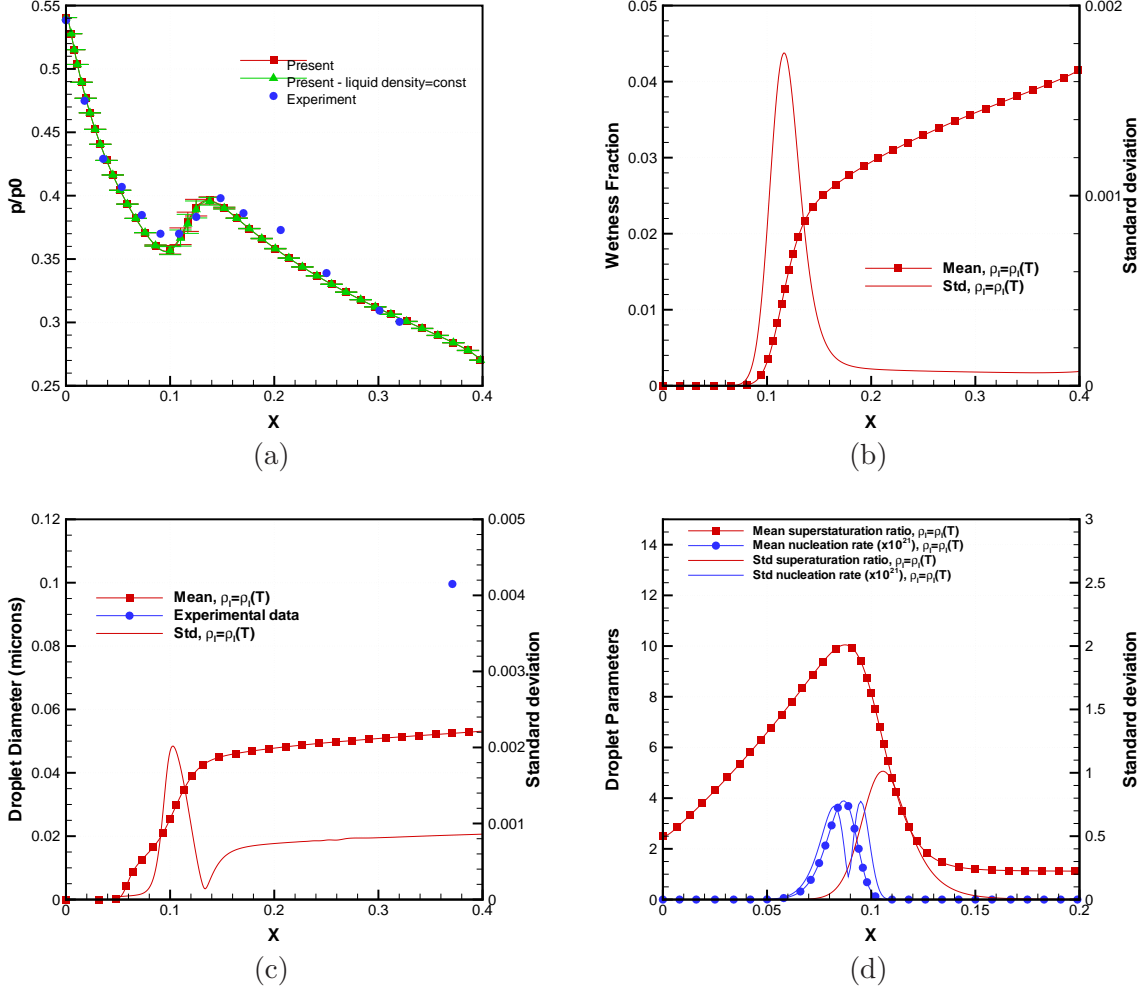 0.55
0.5
0.45
0.4
0.35
0.3
0.25
p/p0
0
0.1
0.2
0.3
0.4
X
Present
Present - liquid density=const
Experiment
(a)
0.05
0.04
0.03
0.02
0.01
0
Wetness Fraction
0
0.1
0.2
0.3
0.4
X
0.002
0.001
0
Standard deviation
Mean, ρl=ρl(T)
Std, ρl=ρl(T)
(b)
0.12
0.1
0.08
0.06
0.04
0.02
0
Droplet Diameter (microns)
0
0.1
0.2
0.3
0.4
X
0.005
0.004
0.003
0.002
0.001
0
Standard deviation
Mean, ρl=ρl(T)
Experimental data
Std, ρl=ρl(T)
(c)
14
12
10
8
6
4
2
0
Droplet Parameters
0
0.05
0.1
0.15
0.2
X
3
2.5
2
1.5
1
0.5
0
Standard deviation
Mean superstaturation ratio, ρl=ρl(T)
Mean nucleation rate (x10²¹), ρl=ρl(T)
Std superaturation ratio, ρl=ρl(T)
Std nucleation rate (x10²¹), ρl=ρl(T)
(d)